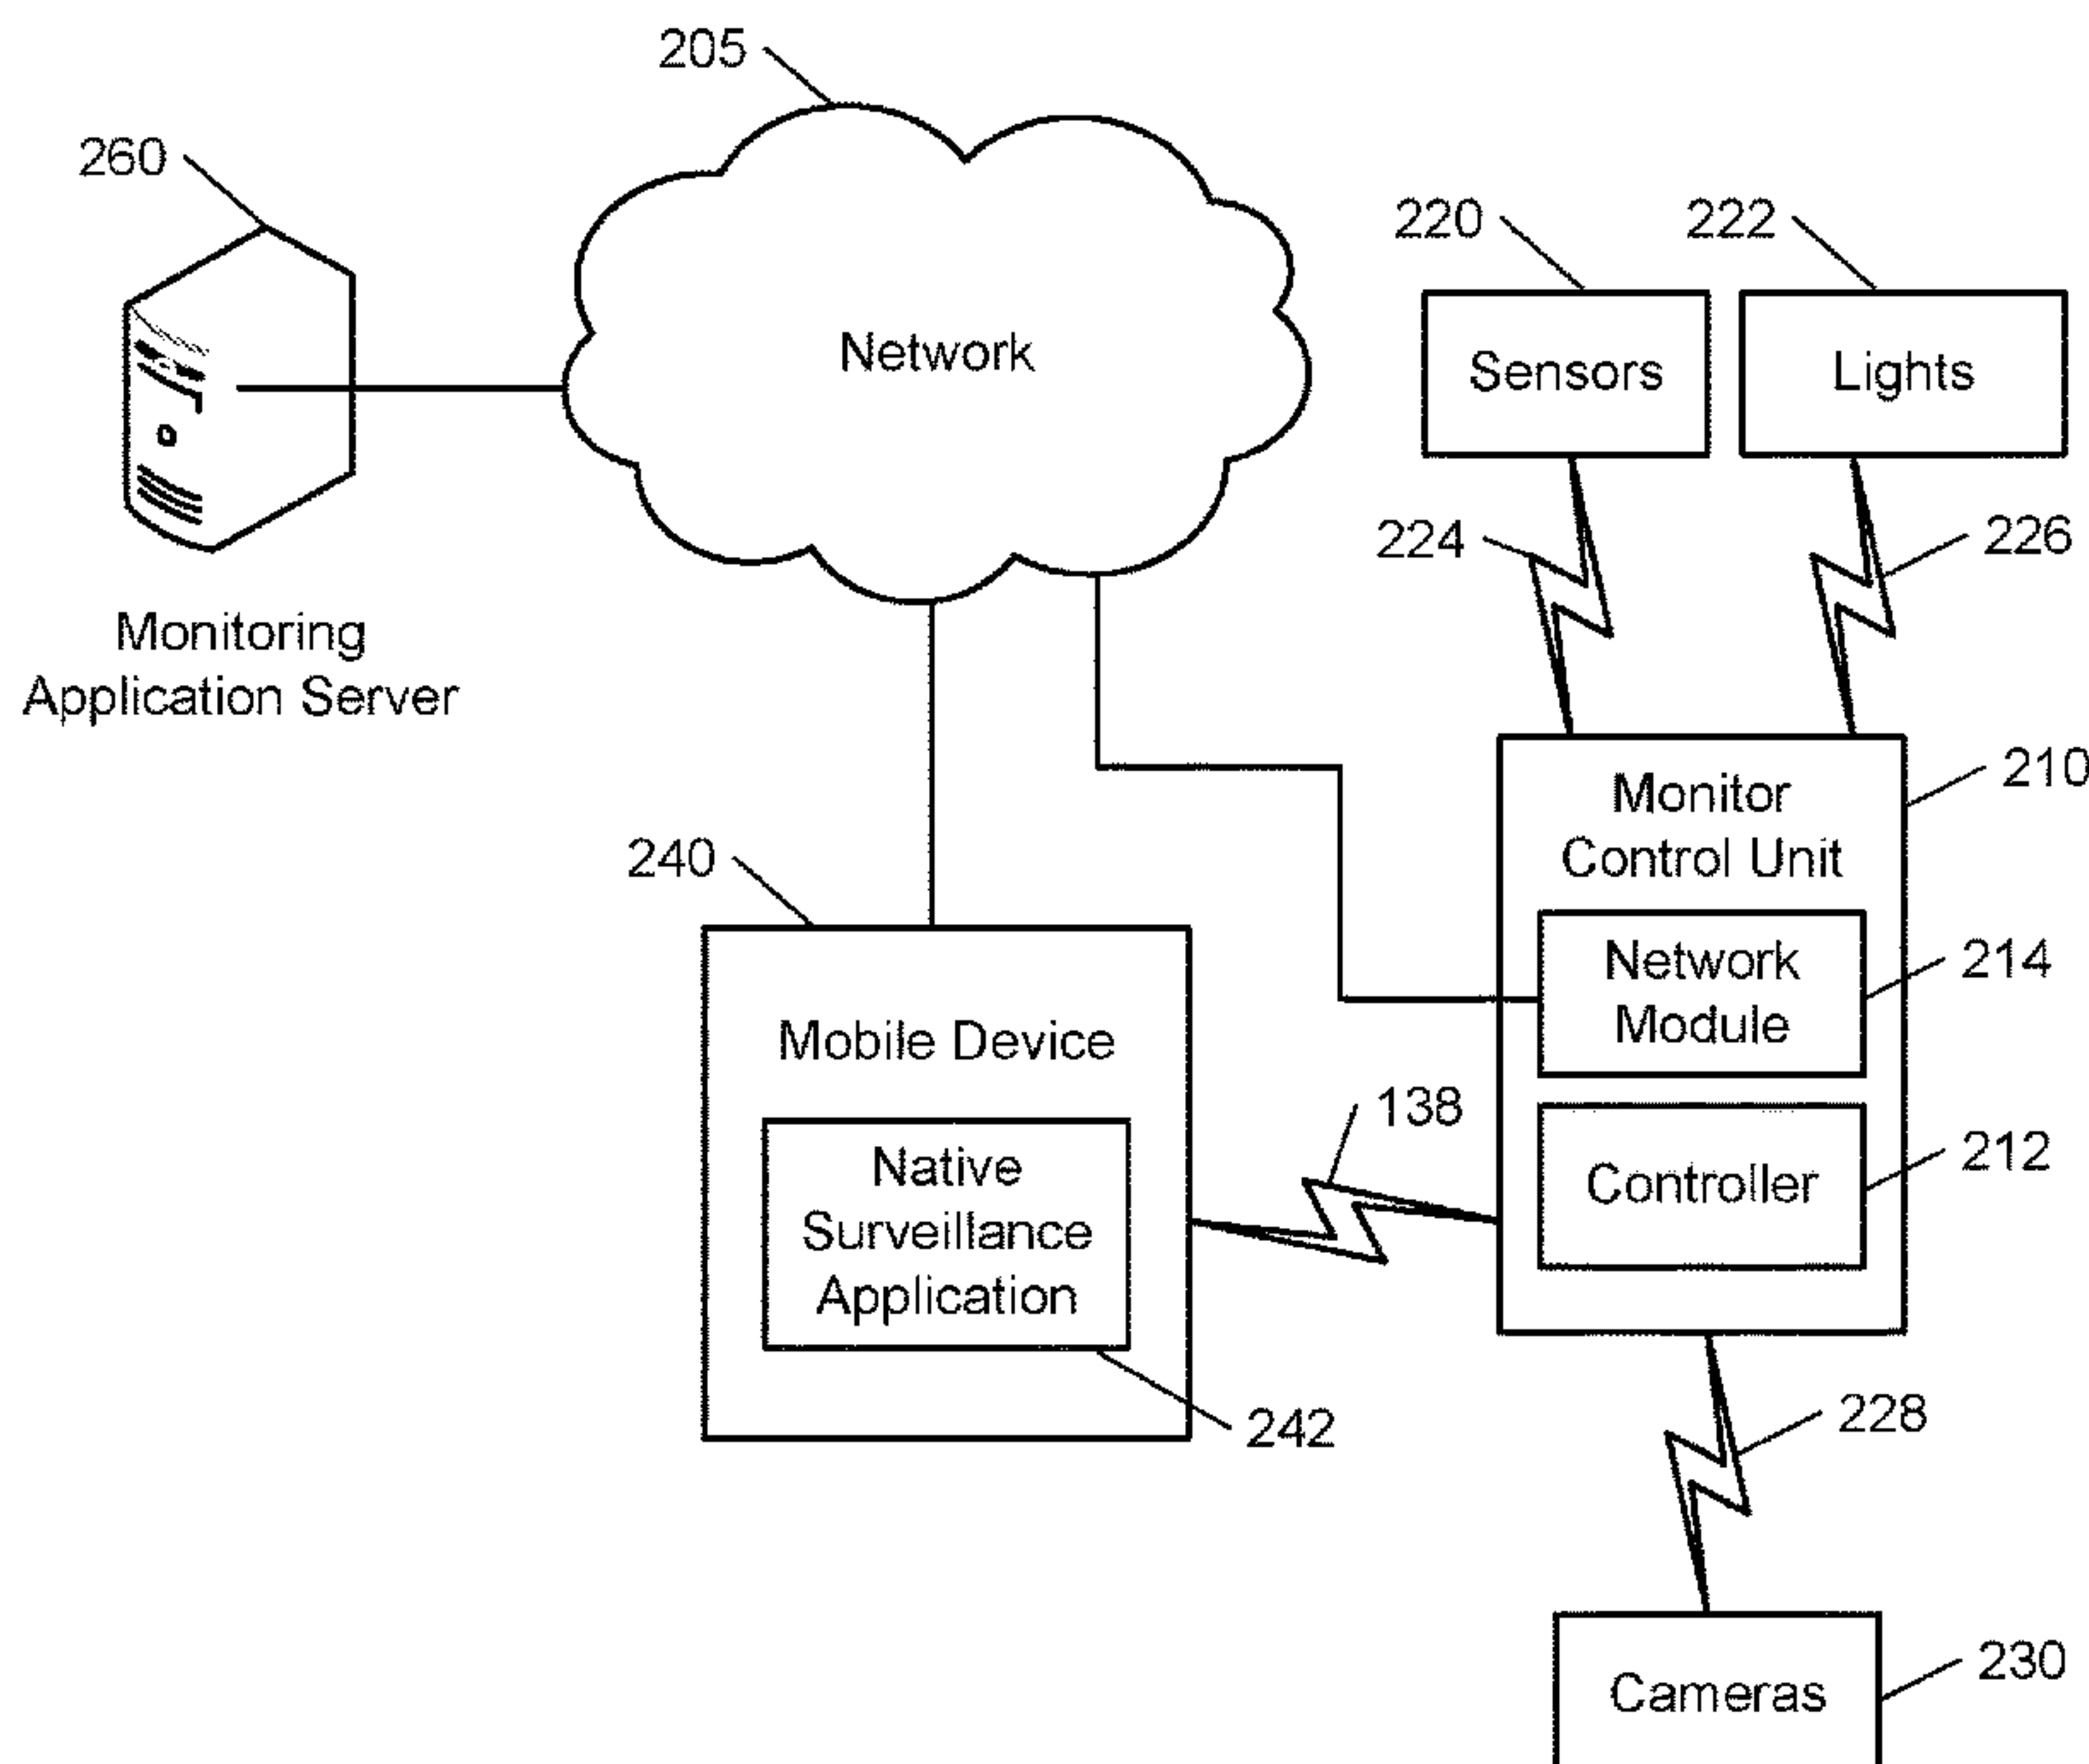 205
260
Network
220
222
Sensors
Lights
224
226
Monitoring
Application Server
Monitor
Control Unit
210
240
Network
Module
214
Mobile Device
138
Controller
212
Native
Surveillance
Application
242
228
Cameras
230